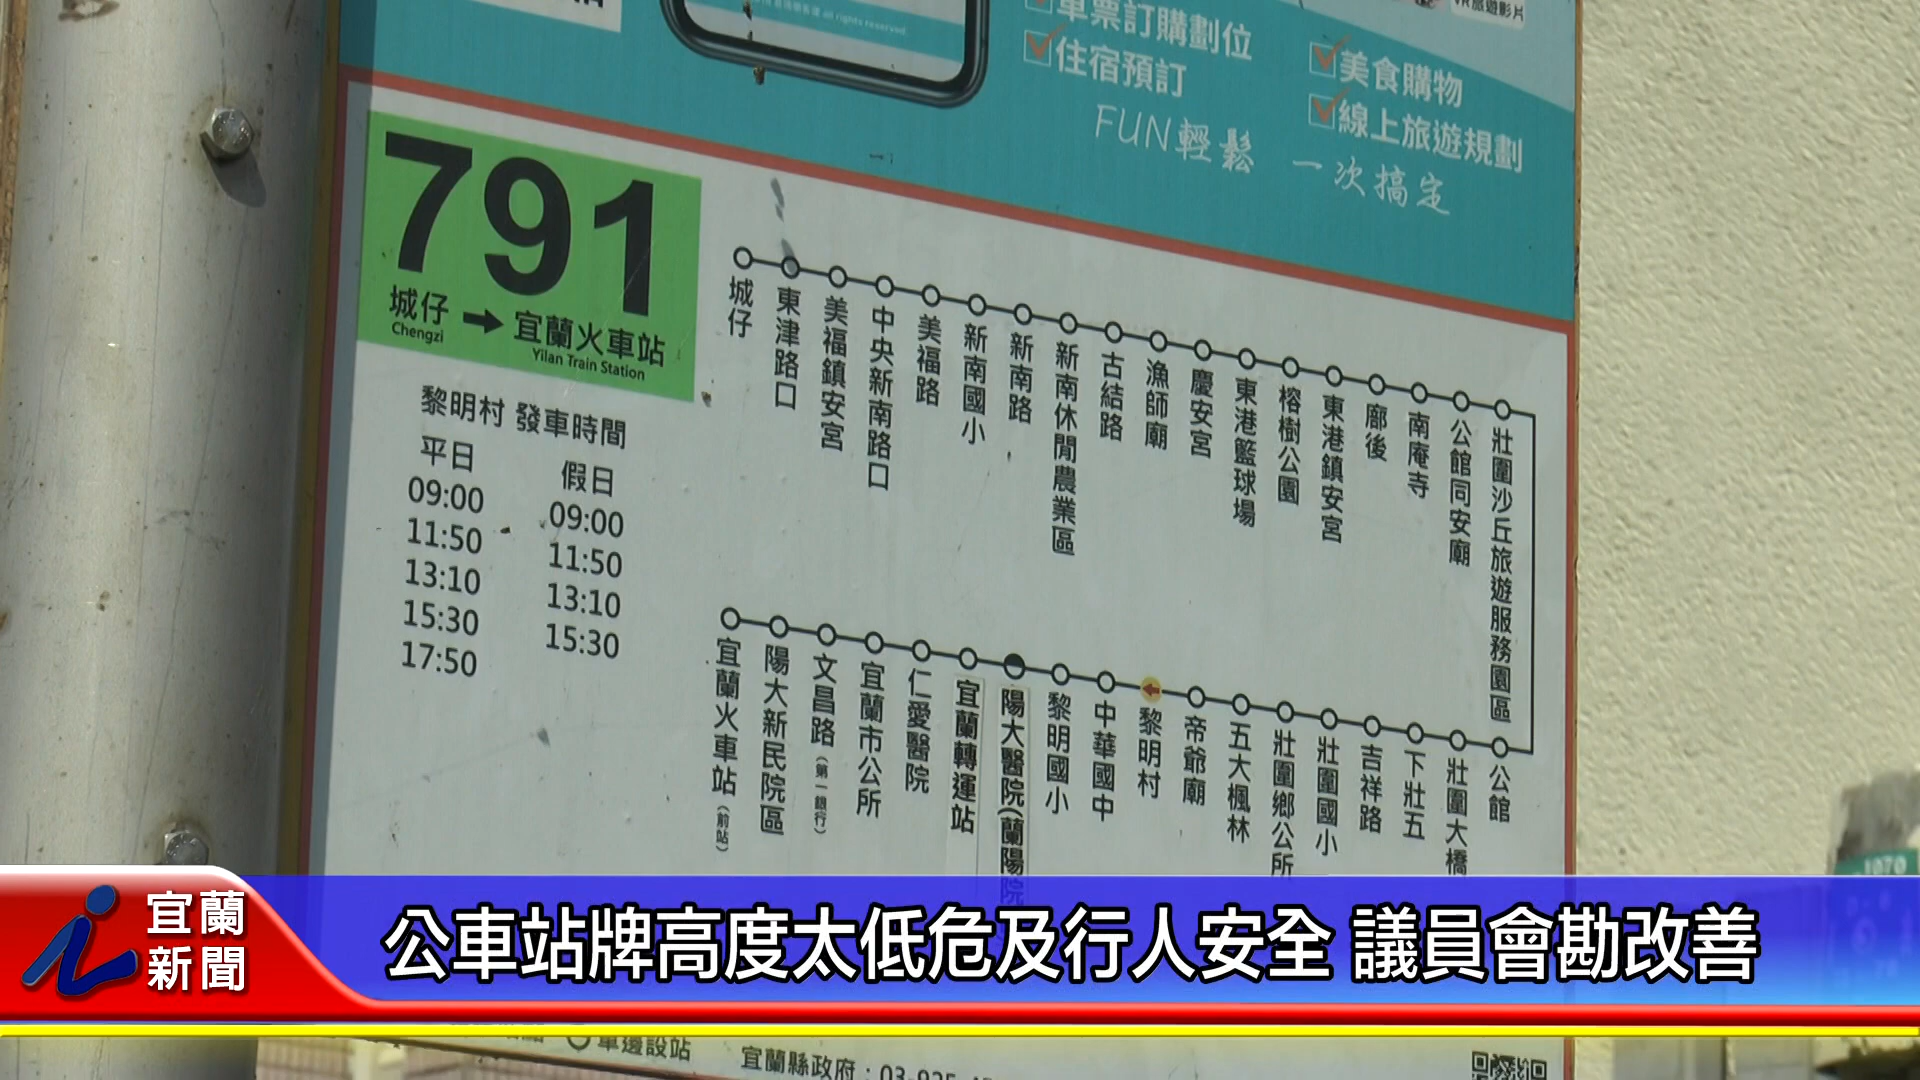 all rights reserved
車票訂購劃位
住宿預訂
VR旅遊影片
美食購物
線上旅遊規劃
FUN輕鬆 一次搞定
791
城仔 → 宜蘭火車站
Chengzi
Yilan Train Station
黎明村 發車時間
平日 假日
09:00 09:00
11:50 11:50
13:10 13:10
15:30 15:30
17:50
城仔
東津路口
美福鎮安宮
中央新南路口
美福路
新南國小
新南路
新南休閒農業區
古結路
漁師廟
慶安宮
東港籃球場
榕樹公園
東港鎮安宮
廍後
南庵寺
公館同安廟
壯圍沙丘旅遊服務園區
宜蘭火車站(前站)
陽大新民院區
文昌路(第一銀行)
宜蘭市公所
仁愛醫院
宜蘭轉運站
陽大醫院(蘭陽院
黎明國小
中華國中
黎明村
帝爺廟
五大楓林
壯圍鄉公所
壯圍國小
吉祥路
下壯五
壯圍大橋
公館
1070
宜蘭
新聞
公車站牌高度太低危及行人安全 議員會勘改善
單邊設站
宜蘭縣政府：03-925